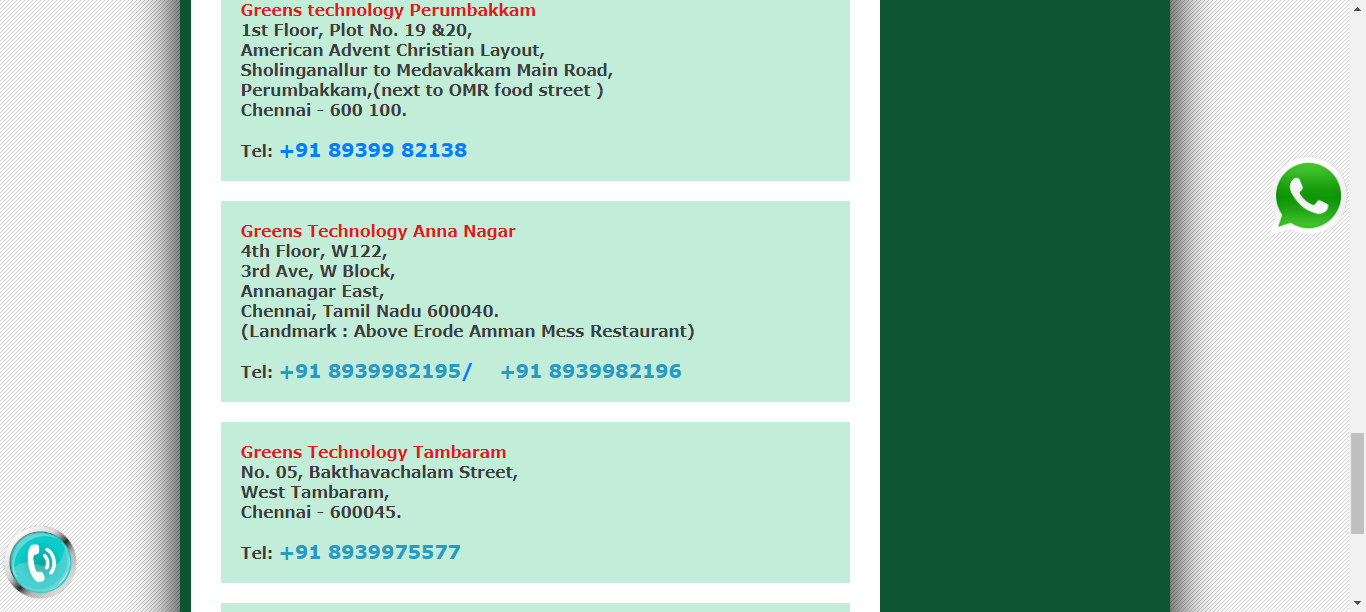 Greens technology Perumbakkam
1st Floor, Plot No. 19 &20,
American Advent Christian Layout,
Sholinganallur to Medavakkam Main Road,
Perumbakkam,(next to OMR food street )
Chennai - 600 100.
Tel: +91 89399 82138
Greens Technology Anna Nagar
4th Floor, W122,
3rd Ave, W Block,
Annanagar East,
Chennai, Tamil Nadu 600040.
(Landmark : Above Erode Amman Mess Restaurant)
Tel: +91 8939982195/ +91 8939982196
Greens Technology Tambaram
No. 05, Bakthavachalam Street,
West Tambaram,
Chennai - 600045.
Tel: +91 8939975577